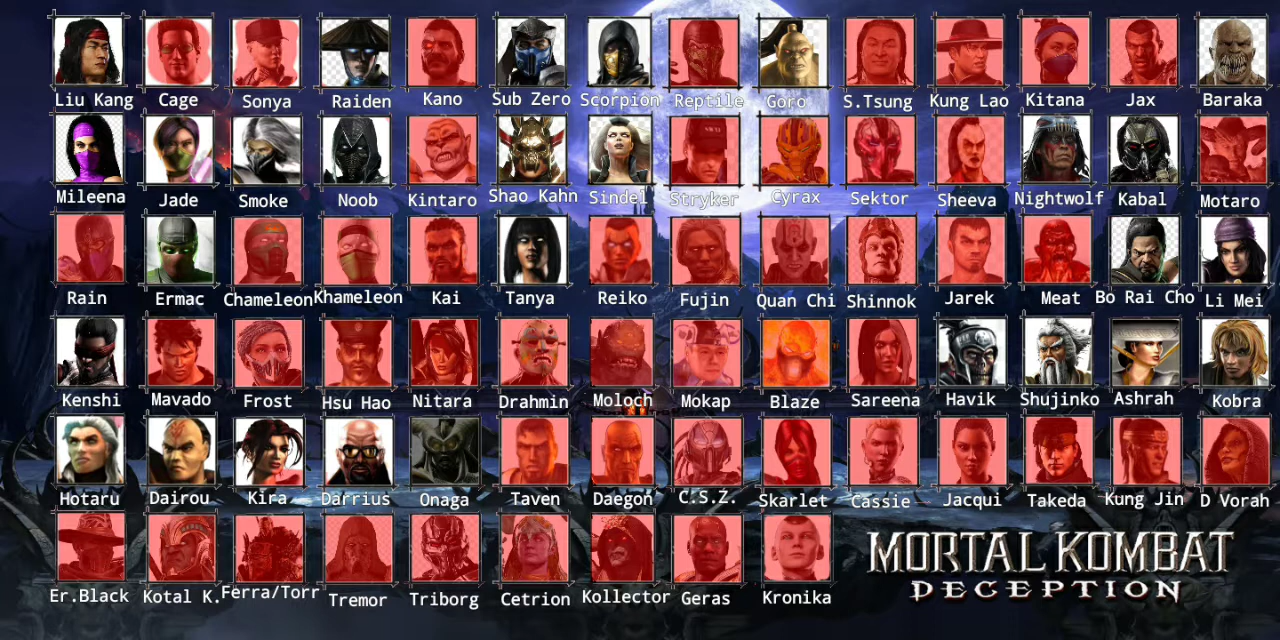 Liu Kang Cage Sonya Raiden Kano Sub Zero Scorpion Reptile Goro S.Tsung Kung Lao Kitana Jax Baraka
Mileena Jade Smoke Noob Kintaro Shao Kahn Sindel Stryker Cyrax Sektor Sheeva Nightwolf Kabal Motaro
Rain Ermac Chameleon Khameleon Kai Tanya Reiko Fujin Quan Chi Shinnok Jarek Meat Bo Rai Cho Li Mei
Kenshi Mavado Frost Hsu Hao Nitara Drahmin Moloch Mokap Blaze Sareena Havik Shujinko Ashrah Kobra
Hotaru Dairou Kira Darrius Onaga Taven Daegon C.S.Z. Skarlet Cassie Jacqui Takeda Kung Jin D Vorah
Er.Black Kotal K. Ferra/Torr Tremor Triborg Cetrion Kollector Geras Kronika
MORTAL KOMBAT
DECEPTION